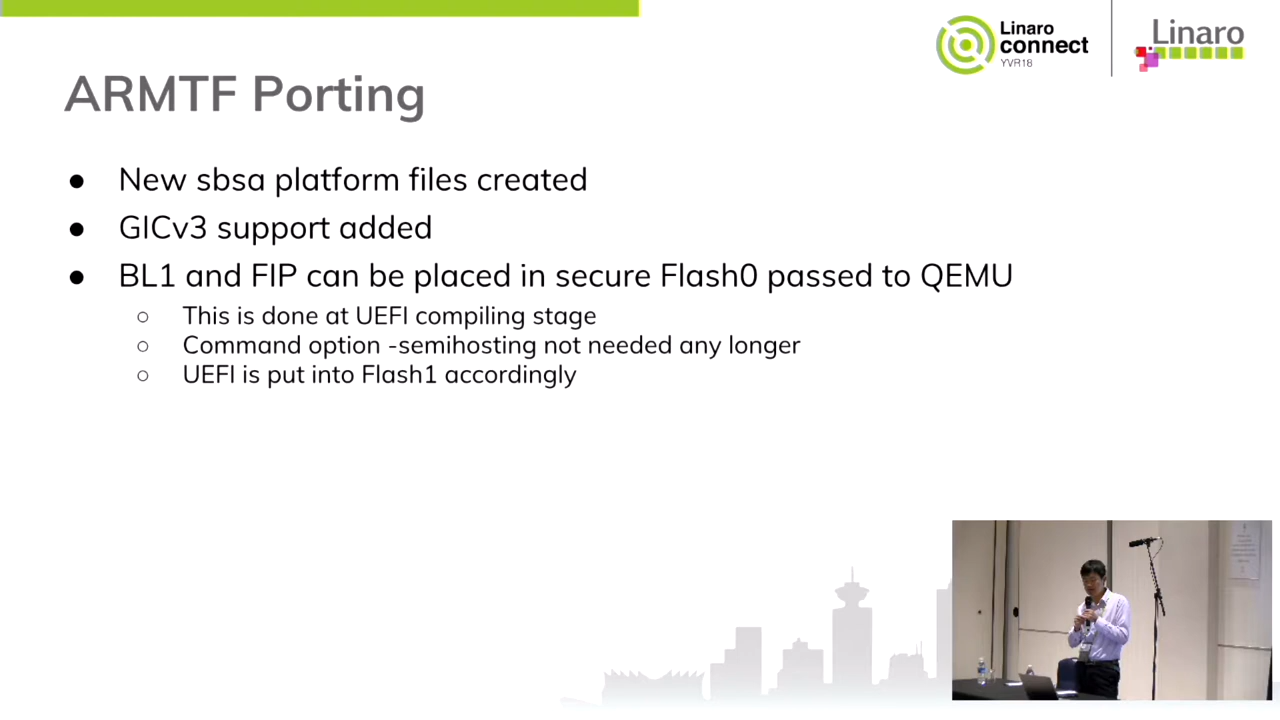 Linaro
connect
YVR18
Linaro
ARMTF Porting
● New sbsa platform files created
● GICv3 support added
● BL1 and FIP can be placed in secure Flash0 passed to QEMU
○ This is done at UEFI compiling stage
○ Command option -semihosting not needed any longer
○ UEFI is put into Flash1 accordingly